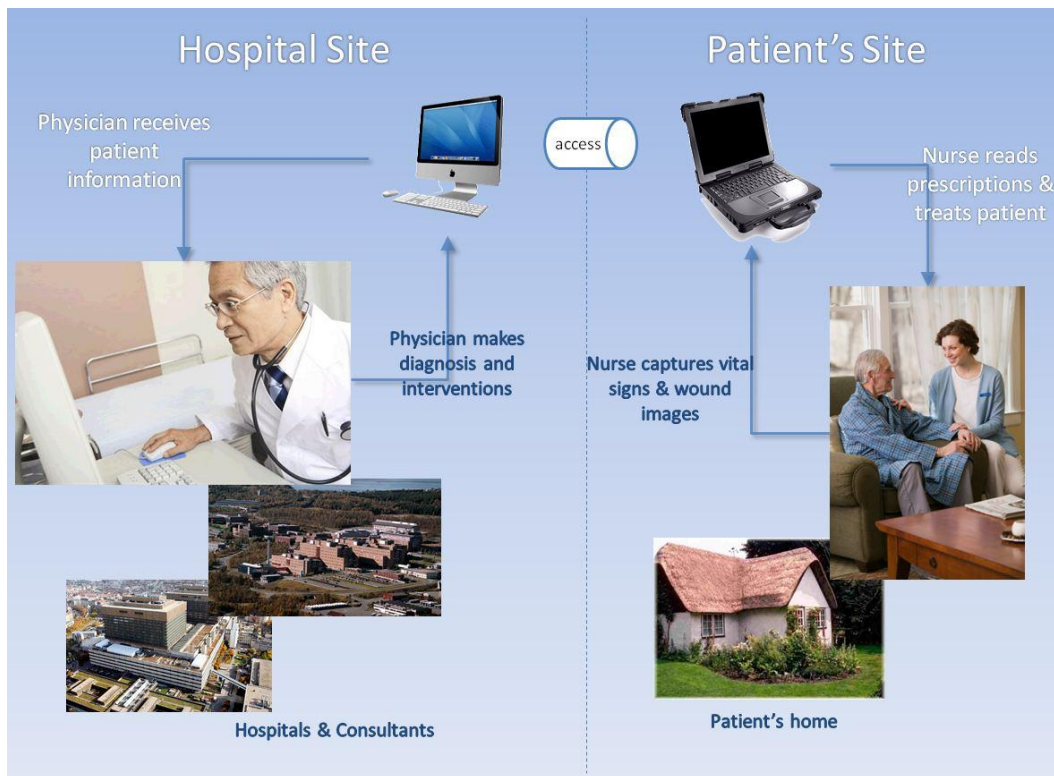 Hospital Site
Patient's Site
Physician receives
patient
information
access
Nurse reads
prescriptions &
treats patient
Physician makes
diagnosis and
interventions
Nurse captures vital
signs & wound
images
Hospitals & Consultants
Patient's home